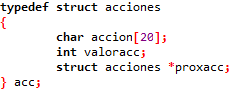 typedef struct acciones
{
char accion[20];
int valoracc;
struct acciones *proxacc;
} acc;